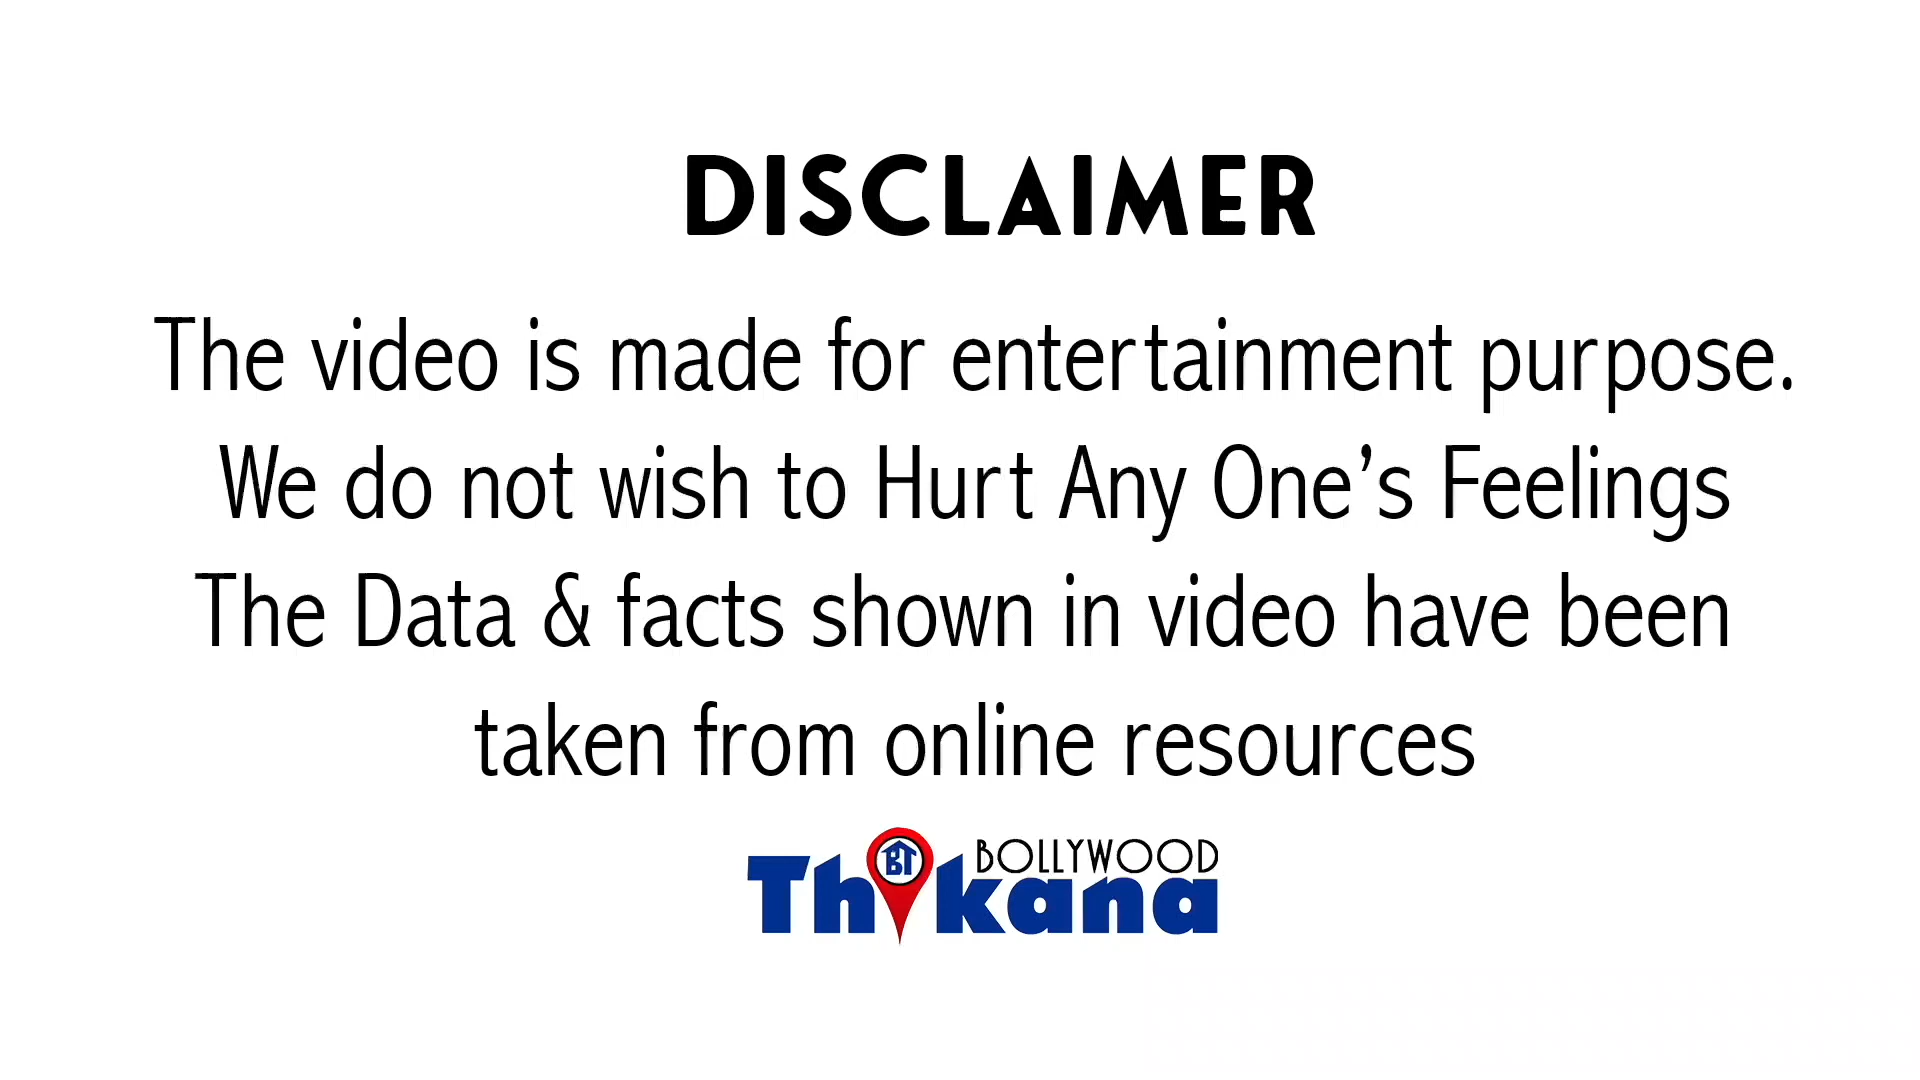 DISCLAIMER
The video is made for entertainment purpose.
We do not wish to Hurt Any One’s Feelings
The Data & facts shown in video have been
taken from online resources
BT
BOLLYWOOD
Thikana